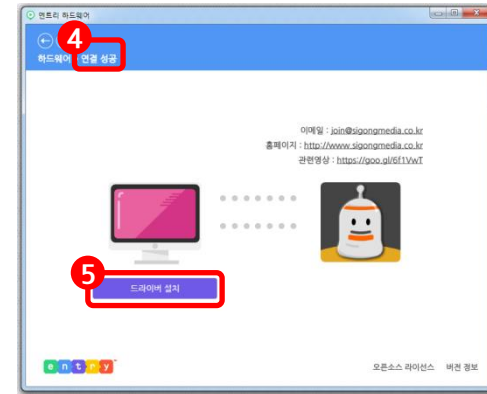 엔트리 하드웨어
4
하드웨어 > 연결 성공
이메일 : join@sigongmedia.co.kr
홈페이지 : http://www.sigongmedia.co.kr
관련영상 : https://goo.gl/6f1VwT
5
드라이버 설치
entry
오픈소스 라이선스 버전 정보